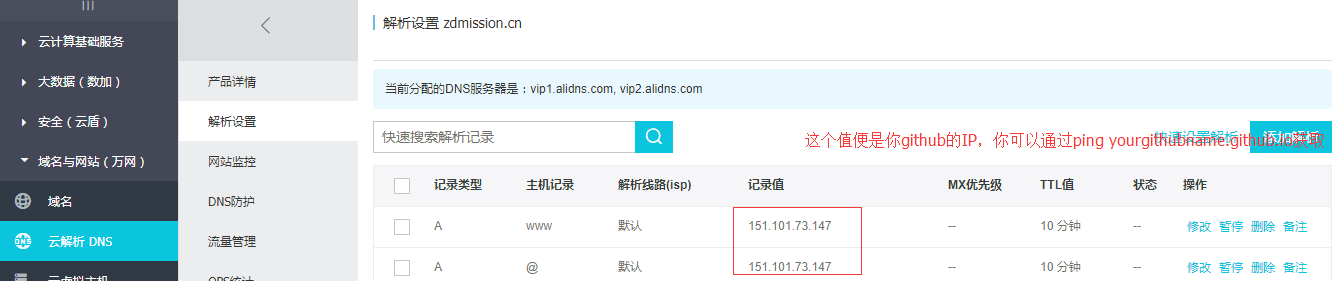 云计算基础服务
大数据（数加）
安全（云盾）
域名与网站（万网）
域名
云解析 DNS
云虚拟主机
产品详情
解析设置
网站监控
DNS防护
流量管理
解析设置 zdmission.cn
当前分配的DNS服务器是：vip1.alidns.com, vip2.alidns.com
快速搜索解析记录
快速设置解析 添加解析
这个值便是你github的IP，你可以通过ping yourgithubname.github.io获取
记录类型 主机记录 解析线路(isp) 记录值 MX优先级 TTL值 状态 操作
A www 默认 151.101.73.147 -- 10 分钟 -- 修改 暂停 删除 备注
A @ 默认 151.101.73.147 -- 10 分钟 -- 修改 暂停 删除 备注